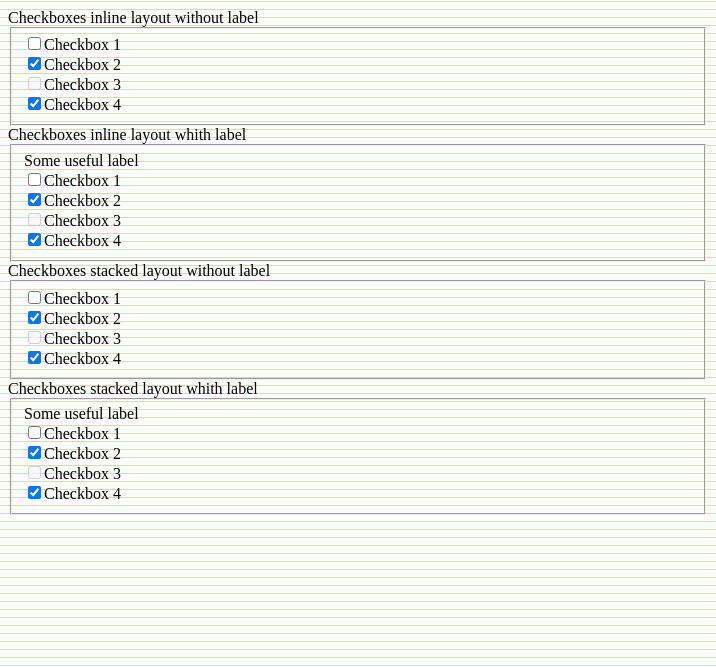 Checkboxes inline layout without label
Checkbox 1
Checkbox 2
Checkbox 3
Checkbox 4
Checkboxes inline layout whith label
Some useful label
Checkbox 1
Checkbox 2
Checkbox 3
Checkbox 4
Checkboxes stacked layout without label
Checkbox 1
Checkbox 2
Checkbox 3
Checkbox 4
Checkboxes stacked layout whith label
Some useful label
Checkbox 1
Checkbox 2
Checkbox 3
Checkbox 4